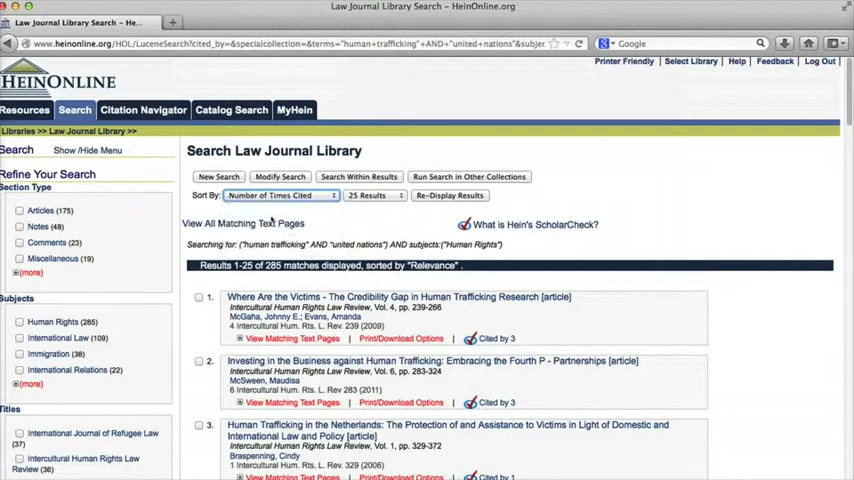 Law Journal Library Search - HeinOnline.org
Law Journal Library Search - He...
www.heinonline.org/HOL/LuceneSearch?cited_by=&specialcollection=&terms="human+trafficking"+AND+"united+nations"&subjec
Google
Printer Friendly | Select Library | Help | Feedback | Log Out
HEINONLINE
Resources Search Citation Navigator Catalog Search MyHein
Libraries >> Law Journal Library >>
Search Show/Hide Menu
Refine Your Search
Section Type
Articles (175)
Notes (48)
Comments (23)
Miscellaneous (19)
(more)
Subjects
Human Rights (285)
International Law (109)
Immigration (38)
International Relations (22)
(more)
Titles
International Journal of Refugee Law
(37)
Intercultural Human Rights Law
Review (36)
Search Law Journal Library
New Search Modify Search Search Within Results Run Search in Other Collections
Sort By: Number of Times Cited 25 Results Re-Display Results
View All Matching Text Pages What is Hein's ScholarCheck?
Searching for: ("human trafficking" AND "united nations") AND subjects:("Human Rights")
Results 1-25 of 285 matches displayed, sorted by "Relevance" .
1. Where Are the Victims - The Credibility Gap in Human Trafficking Research [article]
Intercultural Human Rights Law Review, Vol. 4, pp. 239-266
McGaha, Johnny E.; Evans, Amanda
4 Intercultural Hum. Rts. L. Rev. 239 (2009)
View Matching Text Pages | Print/Download Options | Cited by 3
2. Investing in the Business against Human Trafficking: Embracing the Fourth P - Partnerships [article]
Intercultural Human Rights Law Review, Vol. 6, pp. 283-324
McSween, Maudisa
6 Intercultural Hum. Rts. L. Rev 283 (2011)
View Matching Text Pages | Print/Download Options | Cited by 3
3. Human Trafficking in the Netherlands: The Protection of and Assistance to Victims in Light of Domestic and
International Law and Policy [article]
Intercultural Human Rights Law Review, Vol. 1, pp. 329-372
Braspenning, Cindy
1 Intercultural Hum. Rts. L. Rev. 329 (2006)
View Matching Text Pages | Print/Download Options | Cited by 1